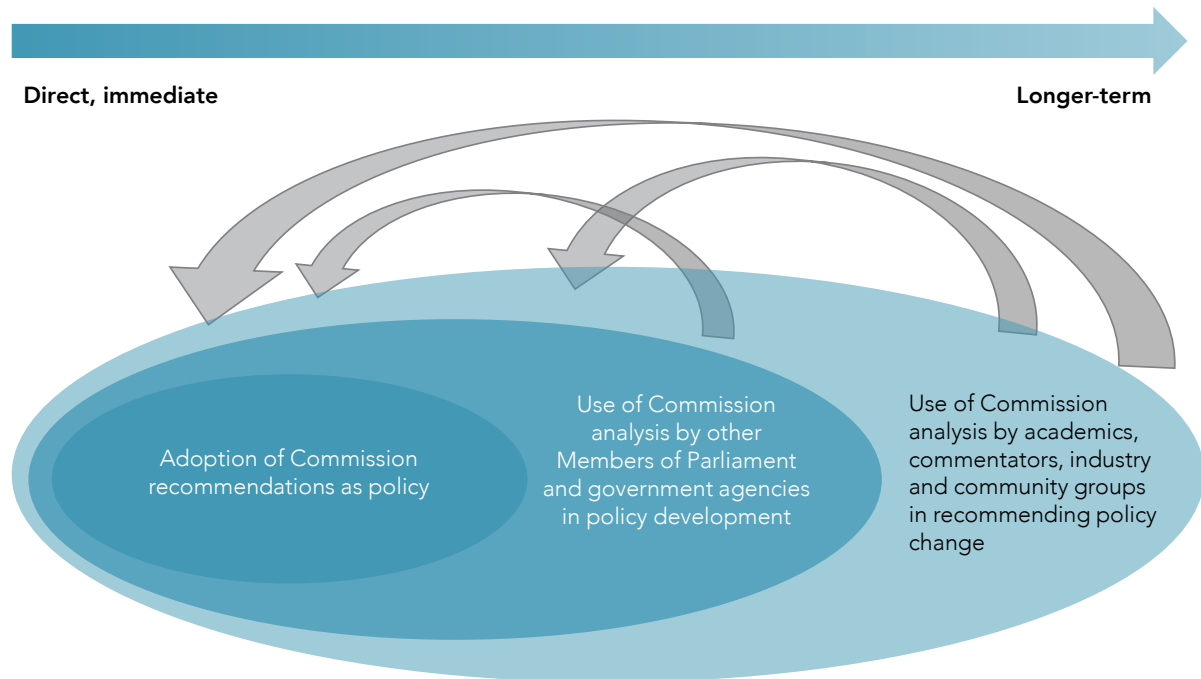 Direct, immediate
Longer-term
Adoption of Commission
recommendations as policy
Use of Commission
analysis by other
Members of Parliament
and government agencies
in policy development
Use of Commission
analysis by academics,
commentators, industry
and community groups
in recommending policy
change